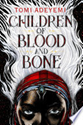 TOMI ADEYEMI
CHILDREN
OF BLOOD
AND BONE